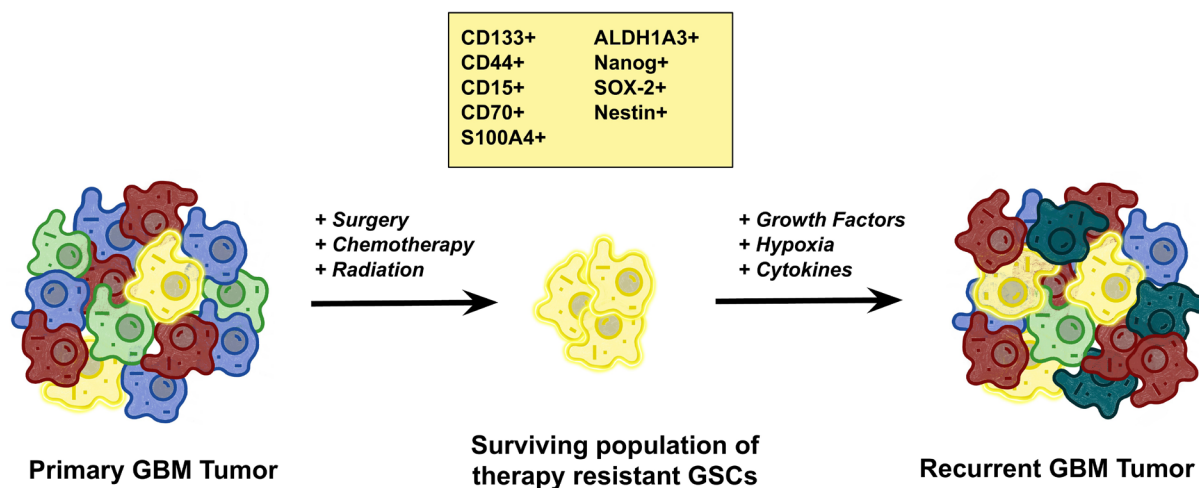 CD133+
CD44+
CD15+
CD70+
S100A4+
ALDH1A3+
Nanog+
SOX-2+
Nestin+
+ Surgery
+ Chemotherapy
+ Radiation
+ Growth Factors
+ Hypoxia
+ Cytokines
Primary GBM Tumor
Surviving population of
therapy resistant GSCs
Recurrent GBM Tumor